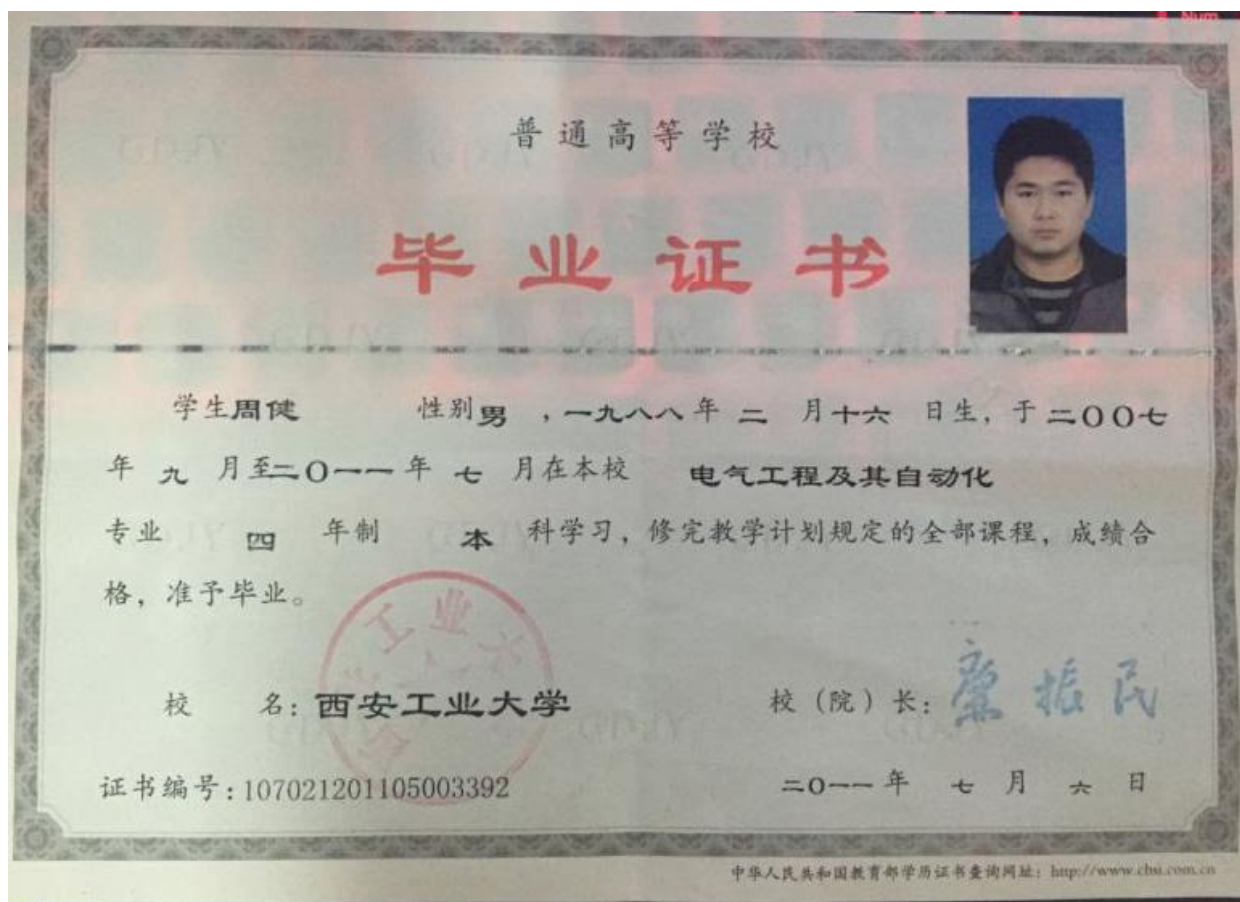 Num
普通高等学校
毕业证书
学生周健 性别男，一九八八年 二 月十六 日生，于二00七
年 九 月至二0一一年 七 月在本校 电气工程及其自动化
专业 四 年制 本 科学习，修完教学计划规定的全部课程，成绩合
格，准予毕业。
工业大
校 名：西安工业大学
校（院）长：廉振民
证书编号：107021201105003392
二0一一年 七 月 六 日
中华人民共和国教育部学历证书查询网址：http://www.chsi.com.cn